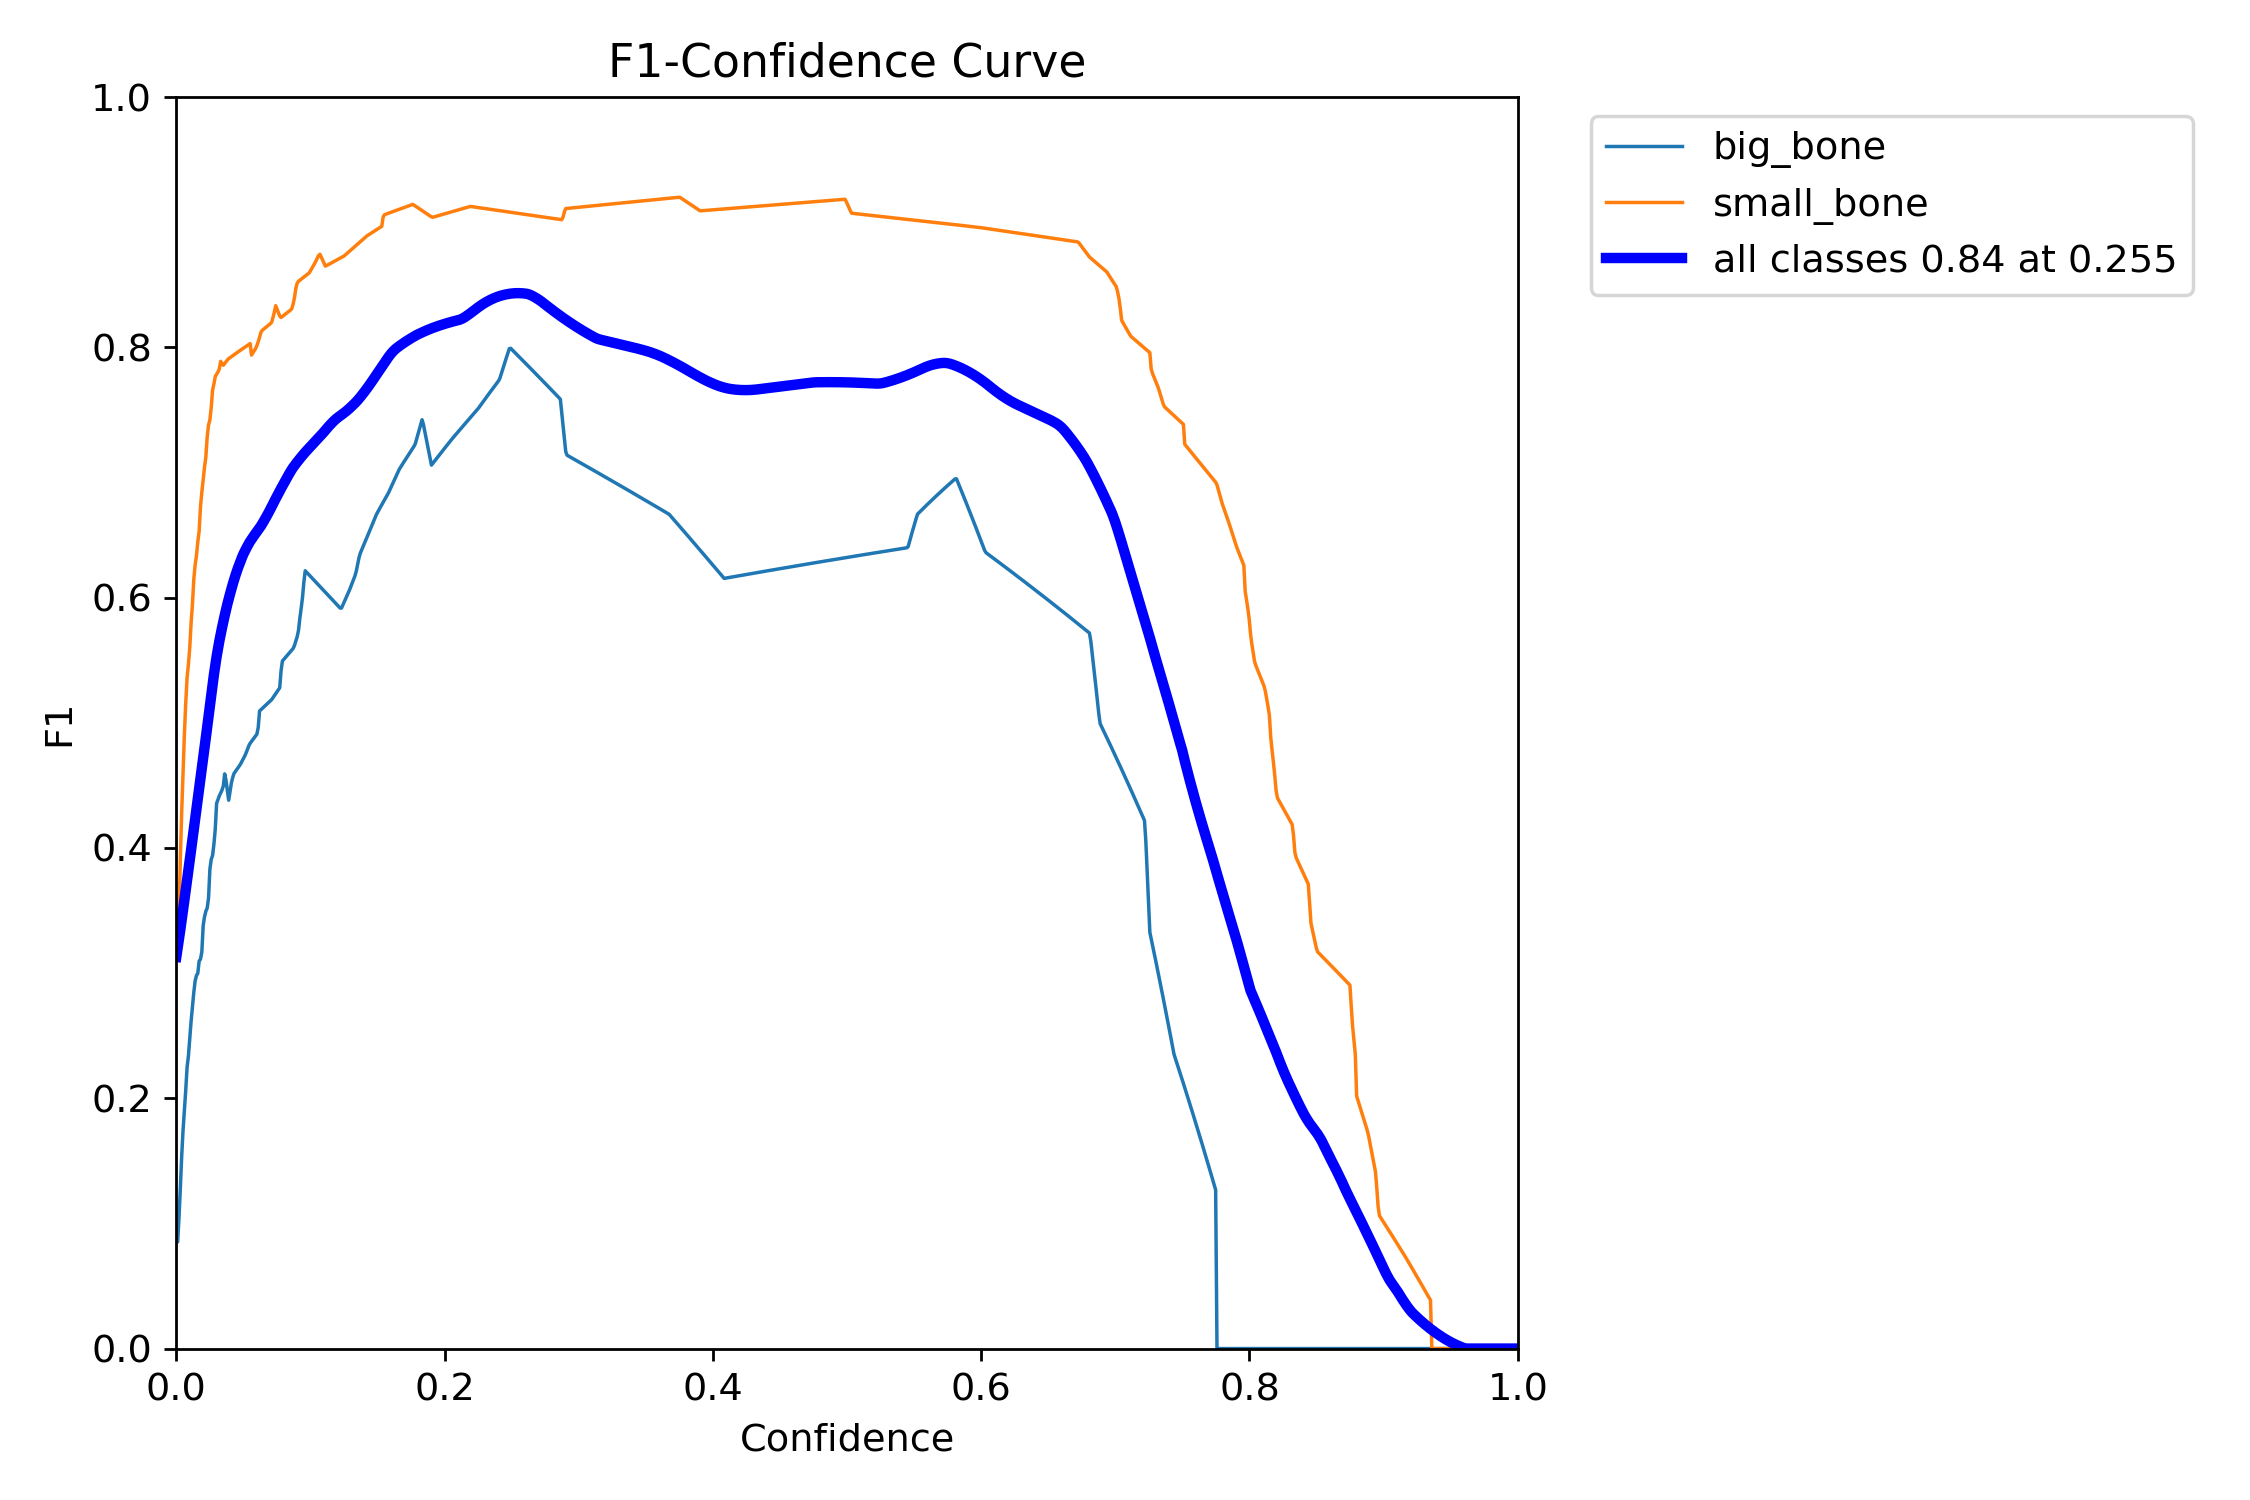 F1-Confidence Curve
1.0
0.8
0.6
0.4
0.2
0.0
F1
0.0 0.2 0.4 0.6 0.8 1.0
Confidence
big_bone
small_bone
all classes 0.84 at 0.255